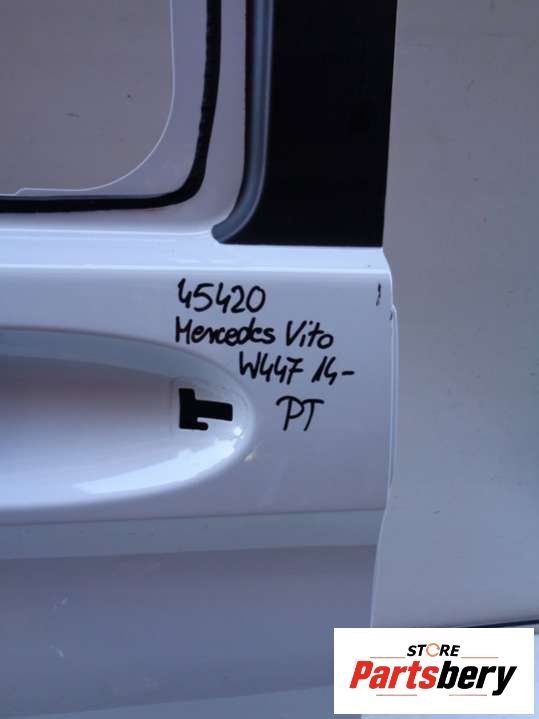 45420
Mercedes Vito
W447 14-
PT
STORE
Partsbery